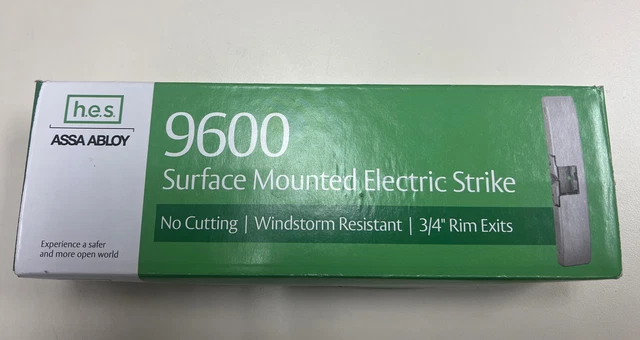 h.e.s.
ASSA ABLOY
Experience a safer
and more open world
9600
Surface Mounted Electric Strike
No Cutting | Windstorm Resistant | 3/4" Rim Exits